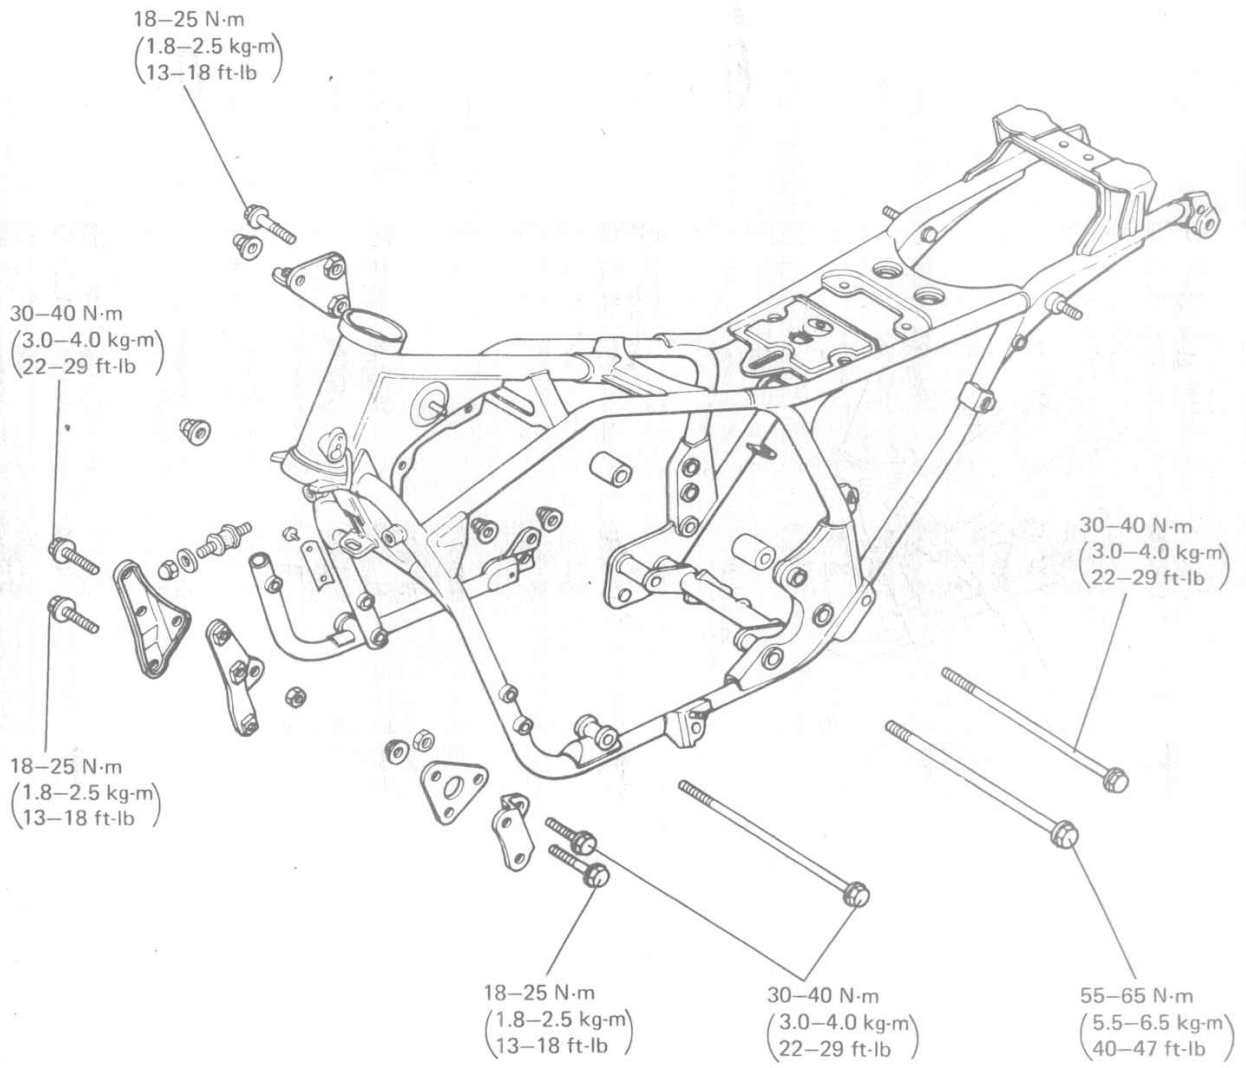 18–25 N·m
(1.8–2.5 kg-m)
(13–18 ft-lb)
30–40 N·m
(3.0–4.0 kg-m)
(22–29 ft-lb)
30–40 N·m
(3.0–4.0 kg-m)
(22–29 ft-lb)
18–25 N·m
(1.8–2.5 kg-m)
(13–18 ft-lb)
18–25 N·m
(1.8–2.5 kg-m)
(13–18 ft-lb)
30–40 N·m
(3.0–4.0 kg-m)
(22–29 ft-lb)
55–65 N·m
(5.5–6.5 kg-m)
(40–47 ft-lb)